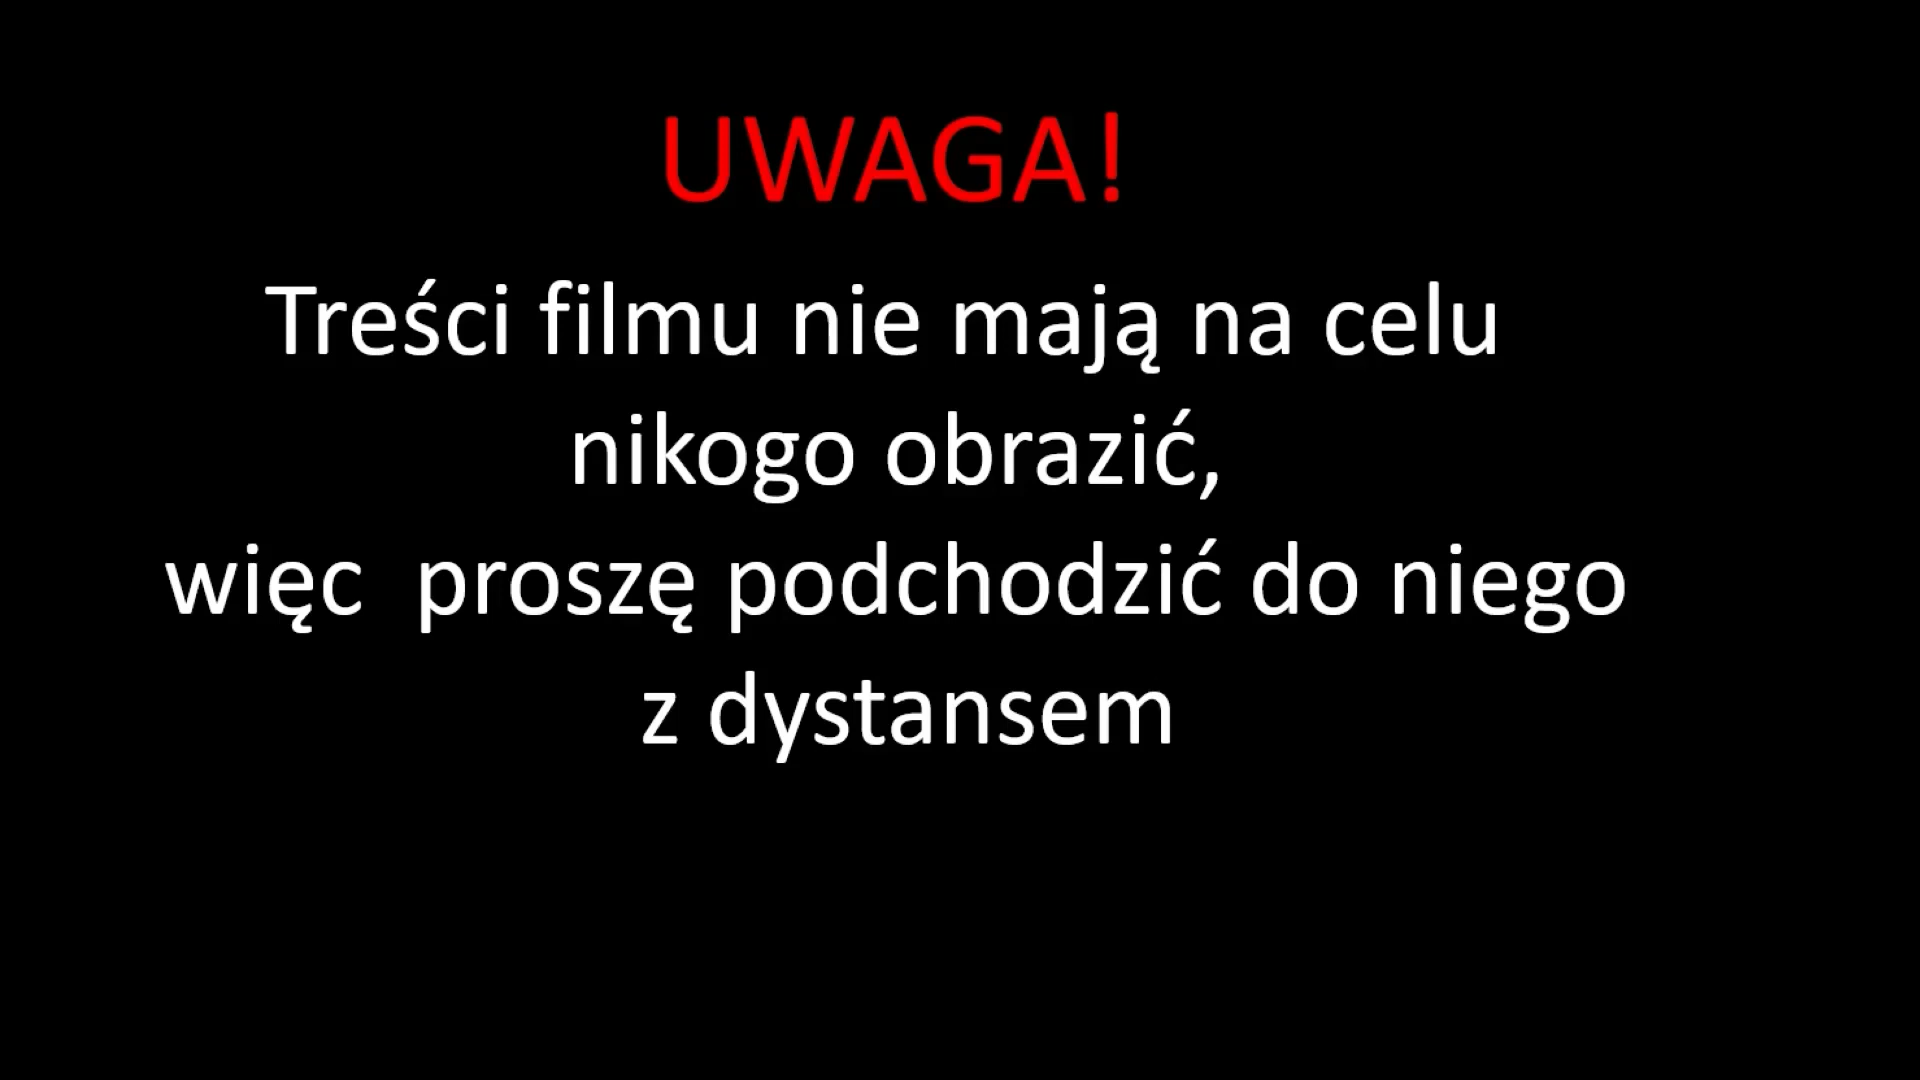 UWAGA!
Treści filmu nie mają na celu
nikogo obrazić,
więc  proszę podchodzić do niego
z dystansem